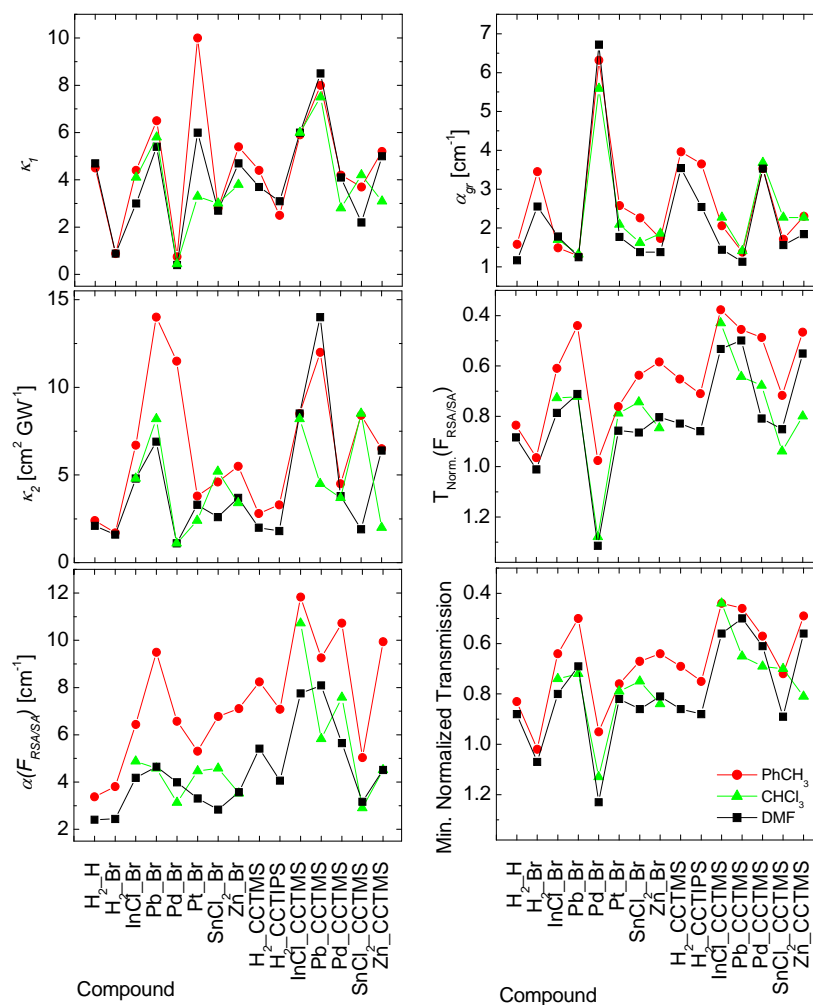 κ1
10
8
6
4
2
0
αgr [cm-1]
7
6
5
4
3
2
1
κ2 [cm2 GW-1]
15
10
5
0
TNorm.(FRSA/SA)
0.4
0.6
0.8
1.0
1.2
α(FRSA/SA) [cm-1]
12
10
8
6
4
2
Min. Normalized Transmission
0.4
0.6
0.8
1.0
1.2
PhCH3
CHCl3
DMF
H2_H
H2_Br
InCl_Br
Pb_Br
Pd_Br
Pt_Br
SnCl2_Br
Zn_Br
H2_CCTMS
H2_CCTIPS
InCl_CCTMS
Pb_CCTMS
Pd_CCTMS
SnCl2_CCTMS
Zn_CCTMS
Compound
H2_H
H2_Br
InCl_Br
Pb_Br
Pd_Br
Pt_Br
SnCl2_Br
Zn_Br
H2_CCTMS
H2_CCTIPS
InCl_CCTMS
Pb_CCTMS
Pd_CCTMS
SnCl2_CCTMS
Zn_CCTMS
Compound